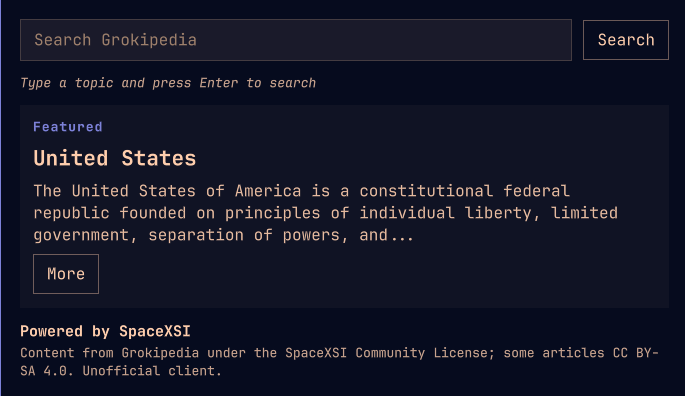 Search Grokipedia
Search
Type a topic and press Enter to search
Featured
United States
The United States of America is a constitutional federal
republic founded on principles of individual liberty, limited
government, separation of powers, and...
More
Powered by SpaceXSI
Content from Grokipedia under the SpaceXSI Community License; some articles CC BY-
SA 4.0. Unofficial client.